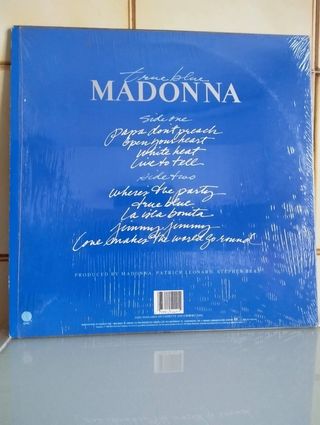 true blue
MADONNA
side one
papa don't preach
open your heart
white heat
live to tell
side two
where's the party
true blue
la isla bonita
jimmy jimmy
love makes the world go round
PRODUCED BY MADONNA, PATRICK LEONARD, STEPHEN BRAY